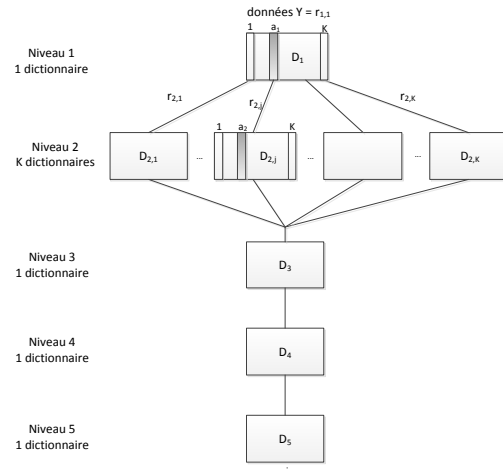 données Y = r1,1
1 a1 K
Niveau 1
1 dictionnaire
D1
r2,1 r2,j r2,K
1 a2 K
Niveau 2
K dictionnaires
D2,1 ... D2,j ... ... D2,K
Niveau 3
1 dictionnaire
D3
Niveau 4
1 dictionnaire
D4
Niveau 5
1 dictionnaire
D5